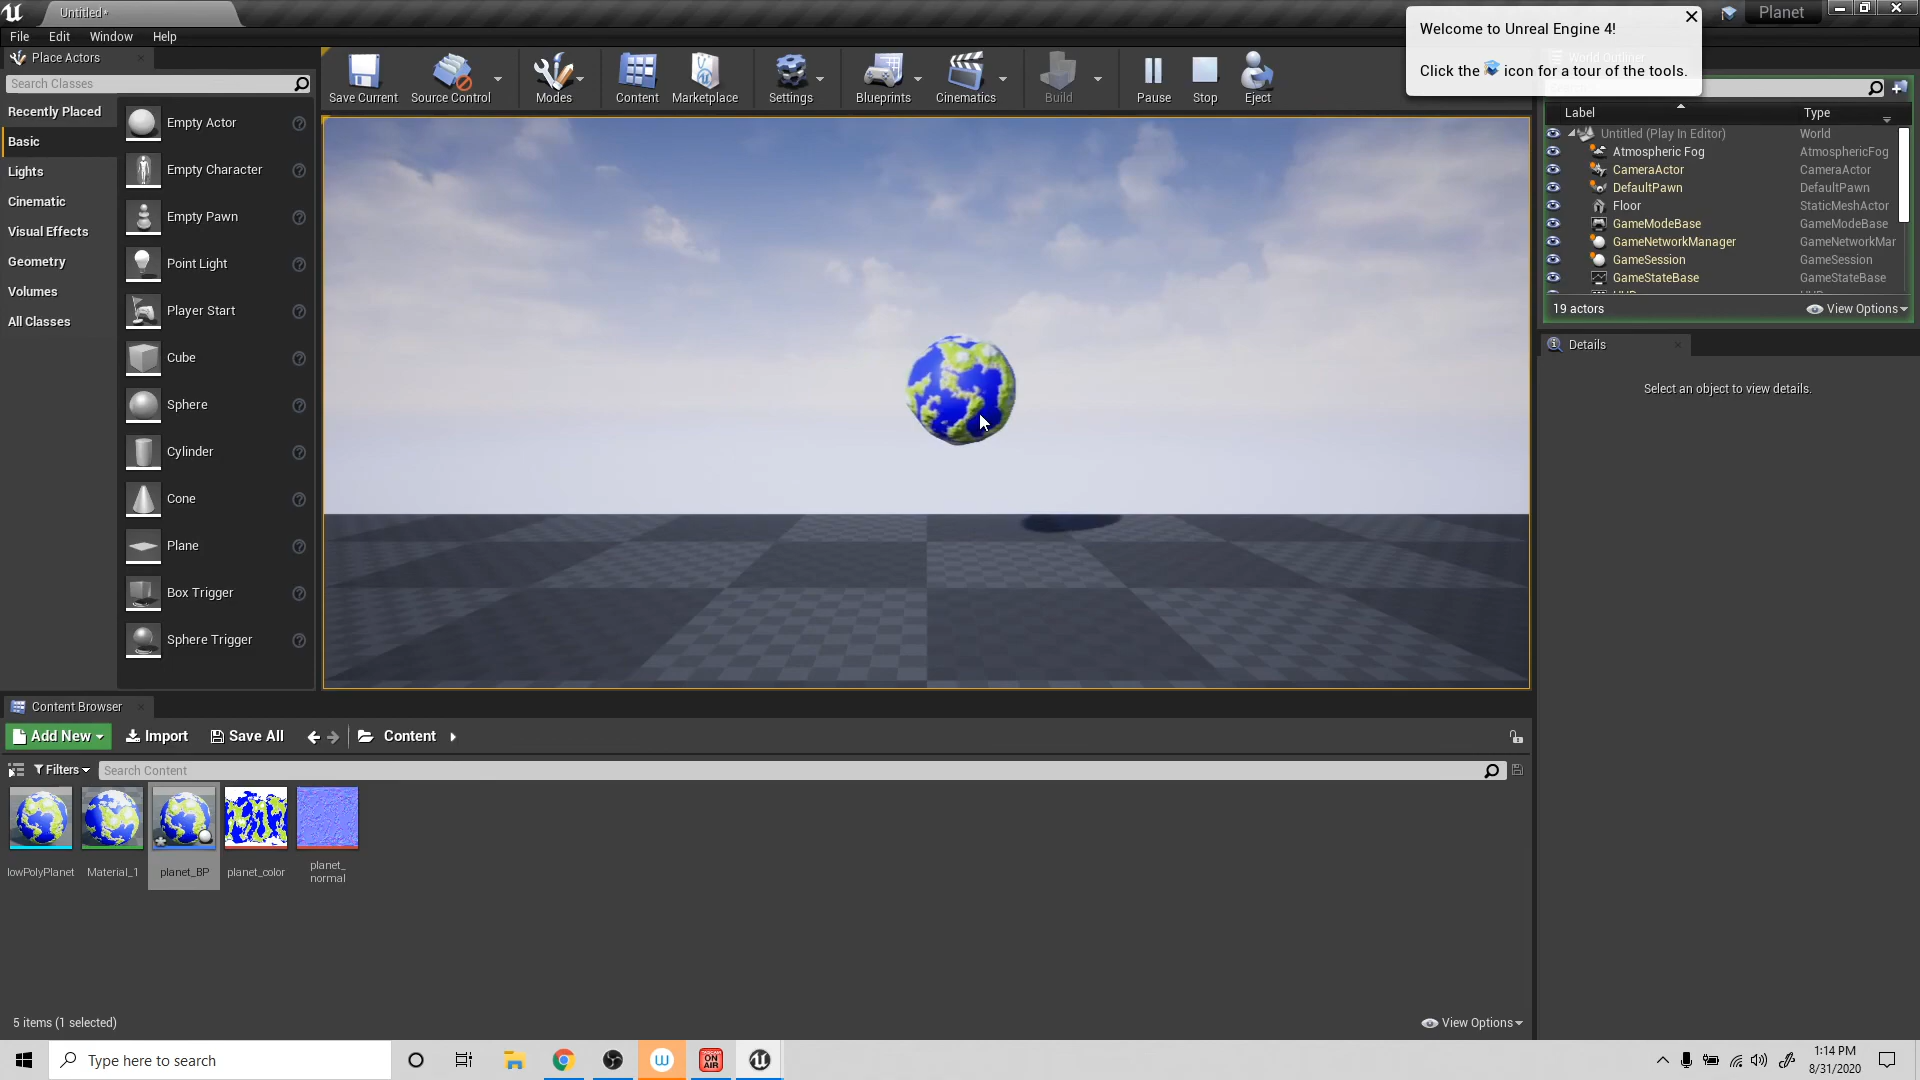 Untitled*
Planet
File Edit Window Help
Welcome to Unreal Engine 4!
Click the icon for a tour of the tools.
Place Actors
Search Classes
Recently Placed
Basic
Lights
Cinematic
Visual Effects
Geometry
Volumes
All Classes
Empty Actor
Empty Character
Empty Pawn
Point Light
Player Start
Cube
Sphere
Cylinder
Cone
Plane
Box Trigger
Sphere Trigger
Save Current
Source Control
Modes
Content
Marketplace
Settings
Blueprints
Cinematics
Build
Pause
Stop
Eject
World Outliner
Label Type
Untitled (Play In Editor) World
Atmospheric Fog AtmosphericFog
CameraActor CameraActor
DefaultPawn DefaultPawn
Floor StaticMeshActor
GameModeBase GameModeBase
GameNetworkManager GameNetworkMar
GameSession GameSession
GameStateBase GameStateBase
19 actors View Options
Details
Select an object to view details.
Content Browser
Add New Import Save All Content
Filters Search Content
lowPolyPlanet
Material_1
planet_BP
planet_color
planet_
normal
5 items (1 selected) View Options
Type here to search
W
ON
AIR
1:14 PM
8/31/2020